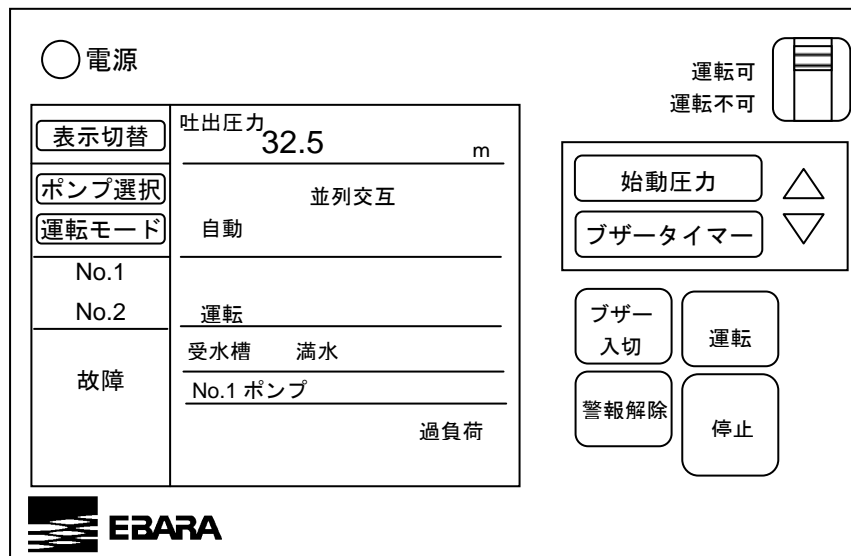 電源
運転可
運転不可
表示切替
吐出圧力
32.5 m
ポンプ選択
並列交互
運転モード
自動
No.1
No.2
運転
受水槽 満水
故障
No.1 ポンプ
過負荷
始動圧力
ブザータイマー
ブザー
入切
運転
警報解除
停止
EBARA